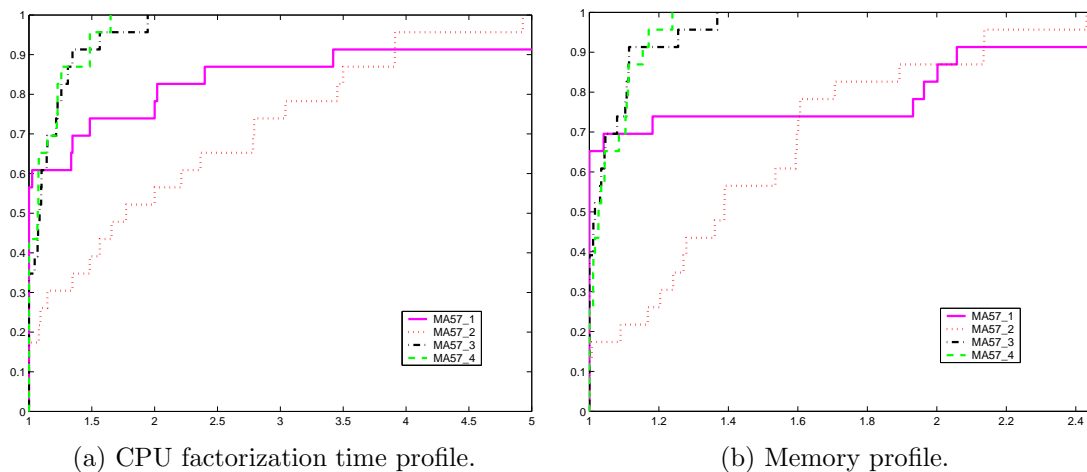 1
0.9
0.8
0.7
0.6
0.5
0.4
0.3
0.2
0.1
0
1 1.5 2 2.5 3 3.5 4 4.5 5
MA57_1
MA57_2
MA57_3
MA57_4
(a) CPU factorization time profile.
1
0.9
0.8
0.7
0.6
0.5
0.4
0.3
0.2
0.1
0
1 1.2 1.4 1.6 1.8 2 2.2 2.4
MA57_1
MA57_2
MA57_3
MA57_4
(b) Memory profile.